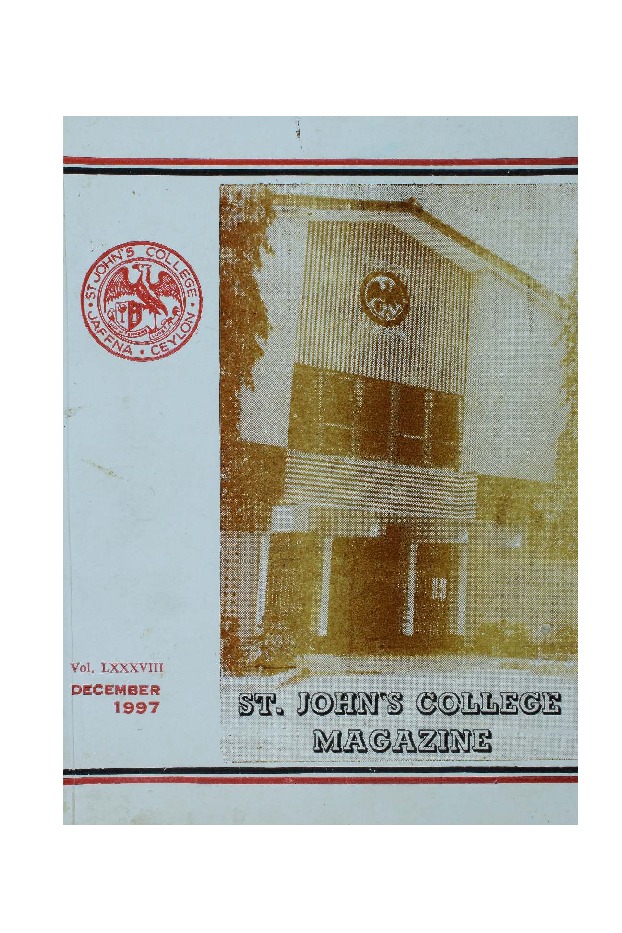 ST JOHN'S COLLEGE
JAFFNA • CEYLON
Vol. LXXXVIII
DECEMBER
1997
ST. JOHN'S COLLEGE
MAGAZINE